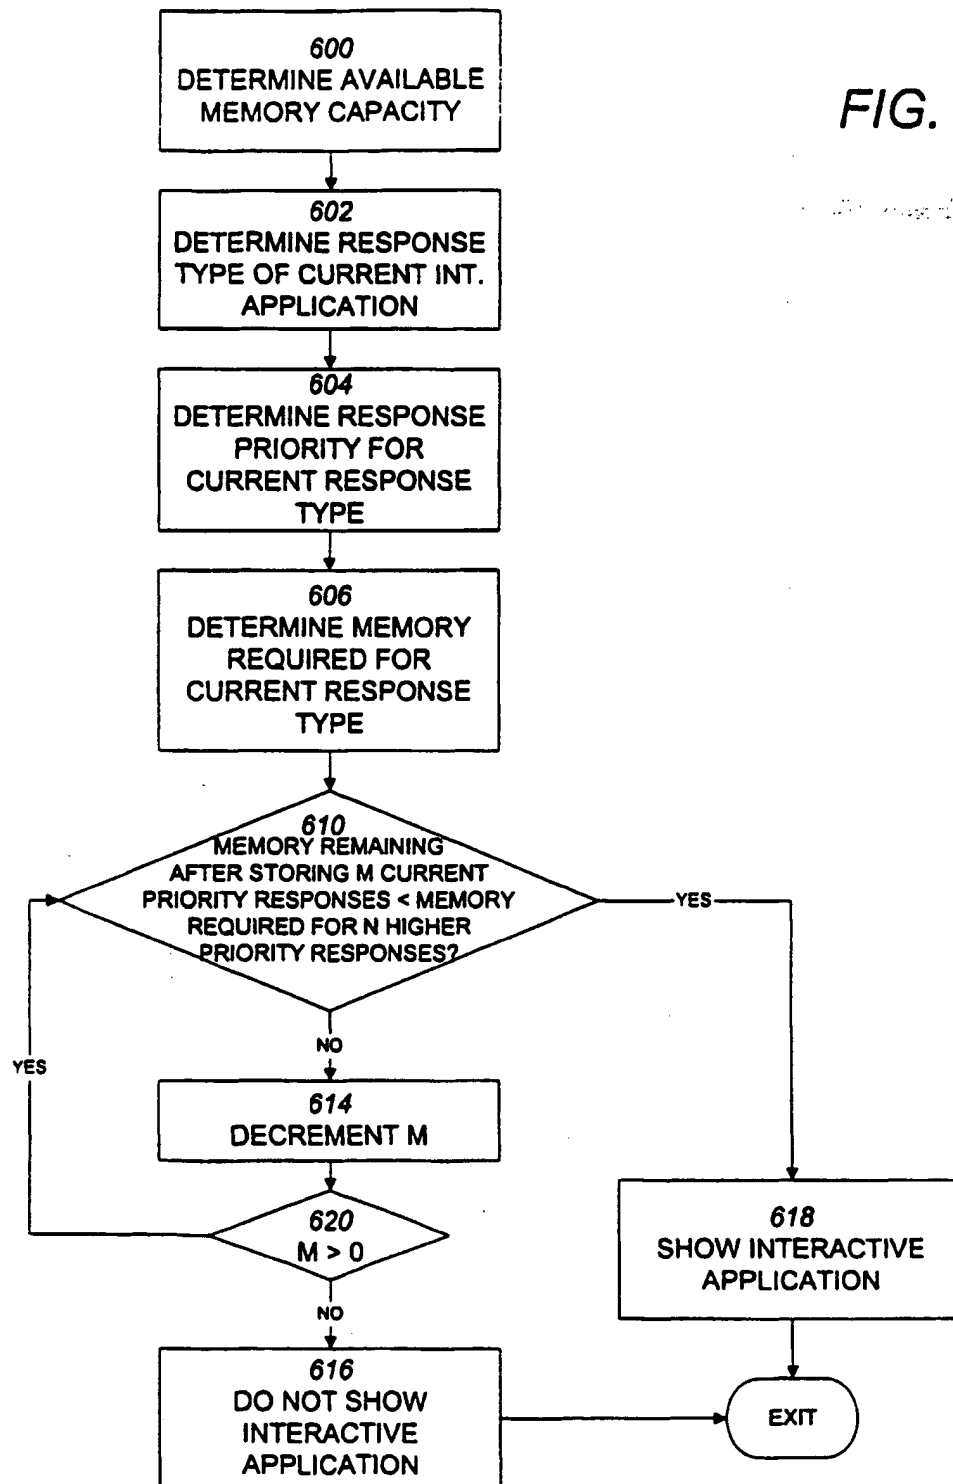 600
DETERMINE AVAILABLE
MEMORY CAPACITY
FIG.
602
DETERMINE RESPONSE
TYPE OF CURRENT INT.
APPLICATION
604
DETERMINE RESPONSE
PRIORITY FOR
CURRENT RESPONSE
TYPE
606
DETERMINE MEMORY
REQUIRED FOR
CURRENT RESPONSE
TYPE
610
MEMORY REMAINING
AFTER STORING M CURRENT
PRIORITY RESPONSES < MEMORY
REQUIRED FOR N HIGHER
PRIORITY RESPONSES?
YES
NO
YES
614
DECREMENT M
620
M > 0
NO
618
SHOW INTERACTIVE
APPLICATION
616
DO NOT SHOW
INTERACTIVE
APPLICATION
EXIT